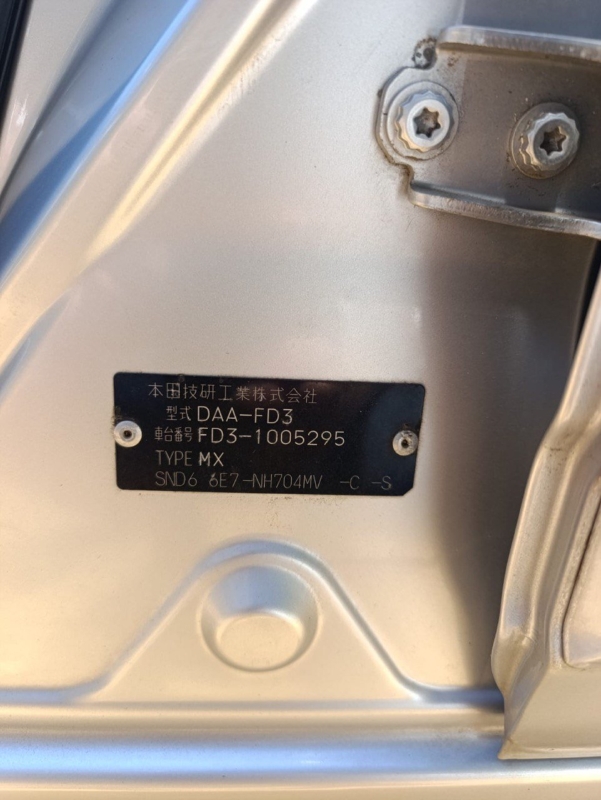 本田技研工業株式会社
型式 DAA-FD3
車台番号 FD3-1005295
TYPE MX
SND6 6E7-NH704MV -C -S